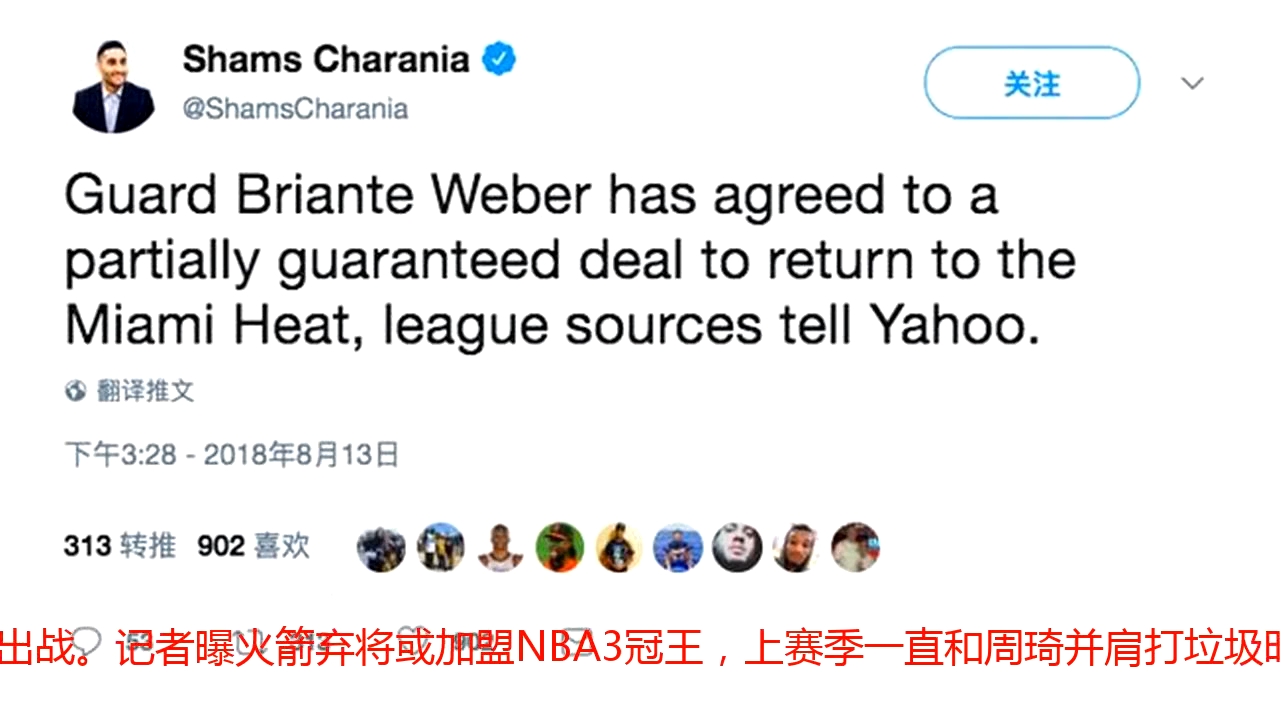 Shams Charania
@ShamsCharania
关注
Guard Briante Weber has agreed to a
partially guaranteed deal to return to the
Miami Heat, league sources tell Yahoo.
翻译推文
下午3:28 - 2018年8月13日
313 转推 902 喜欢
出战。记者曝火箭弃将或加盟NBA3冠王，上赛季一直和周琦并肩打垃圾时